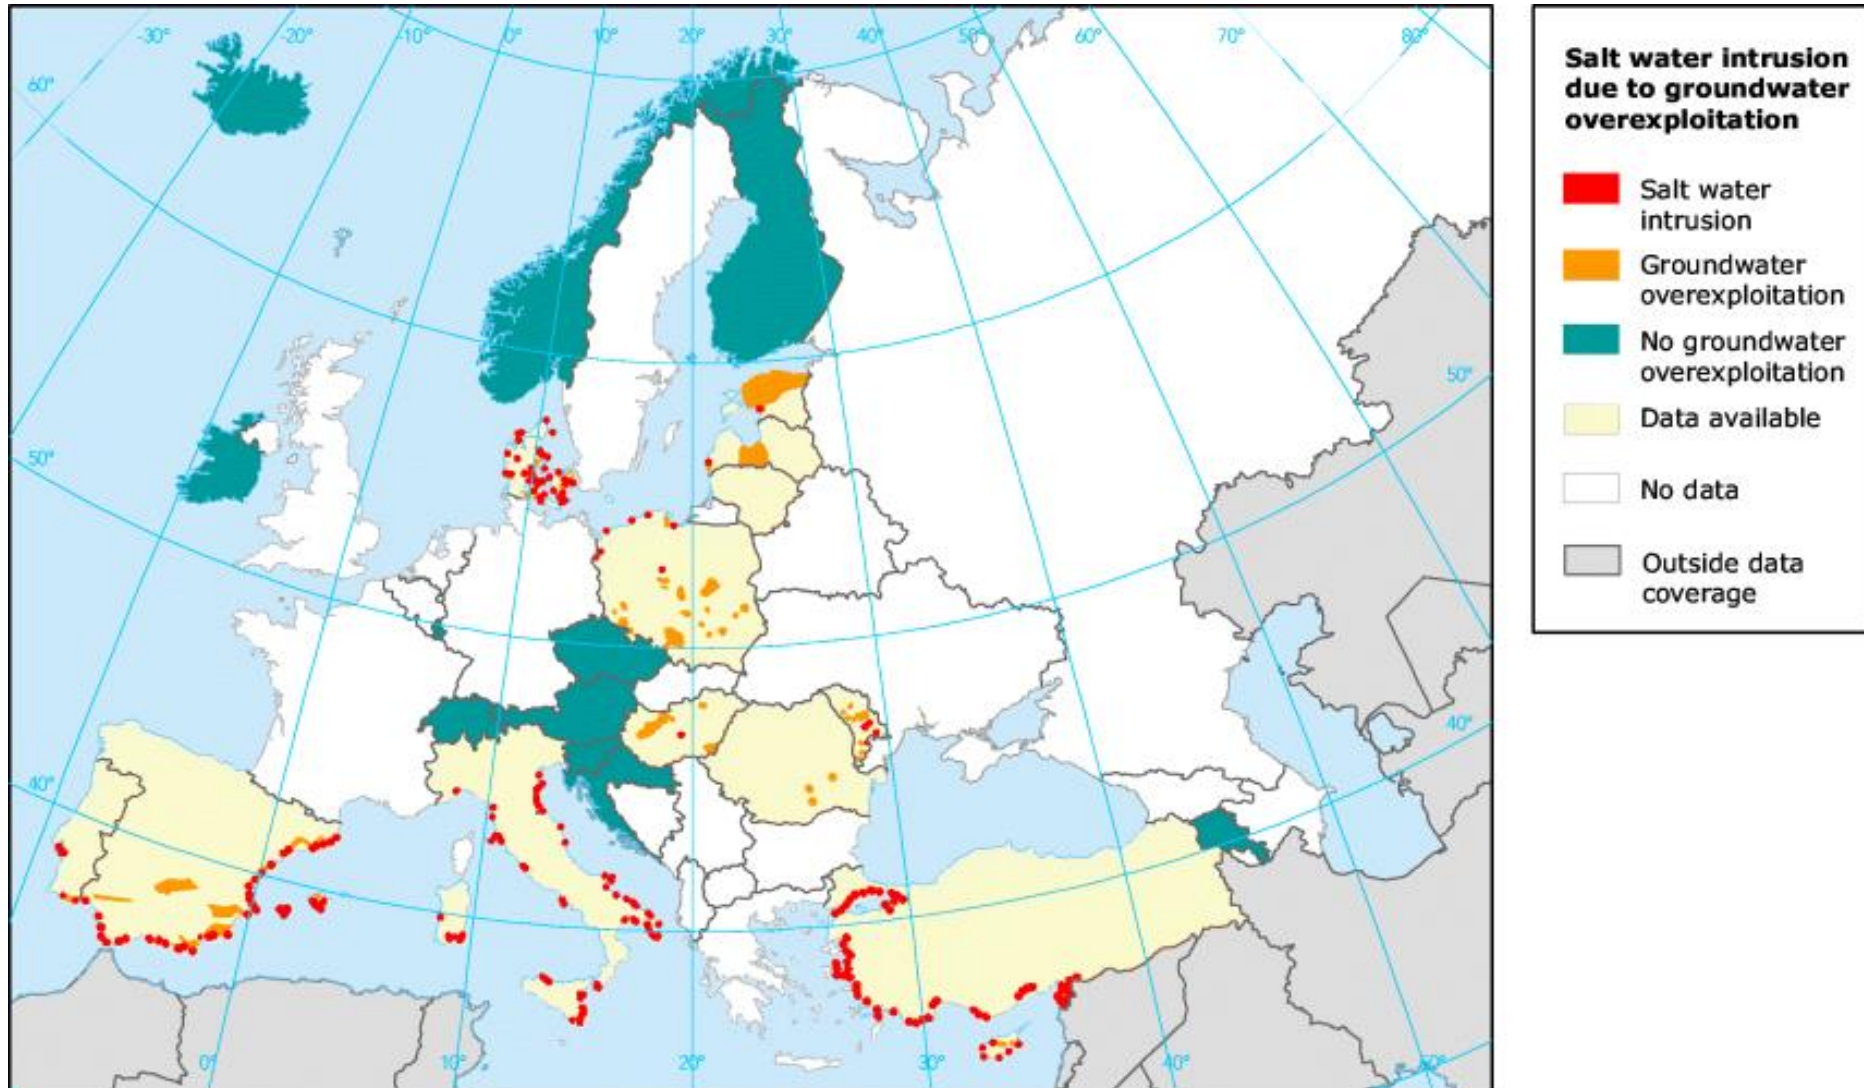 -30°
-20°
-10°
0°
10°
20°
30°
40°
50°
60°
70°
80°
60°
50°
50°
40°
40°
0°
10°
20°
30°
40°
50°
Salt water intrusion
due to groundwater
overexploitation
Salt water
intrusion
Groundwater
overexploitation
No groundwater
overexploitation
Data available
No data
Outside data
coverage